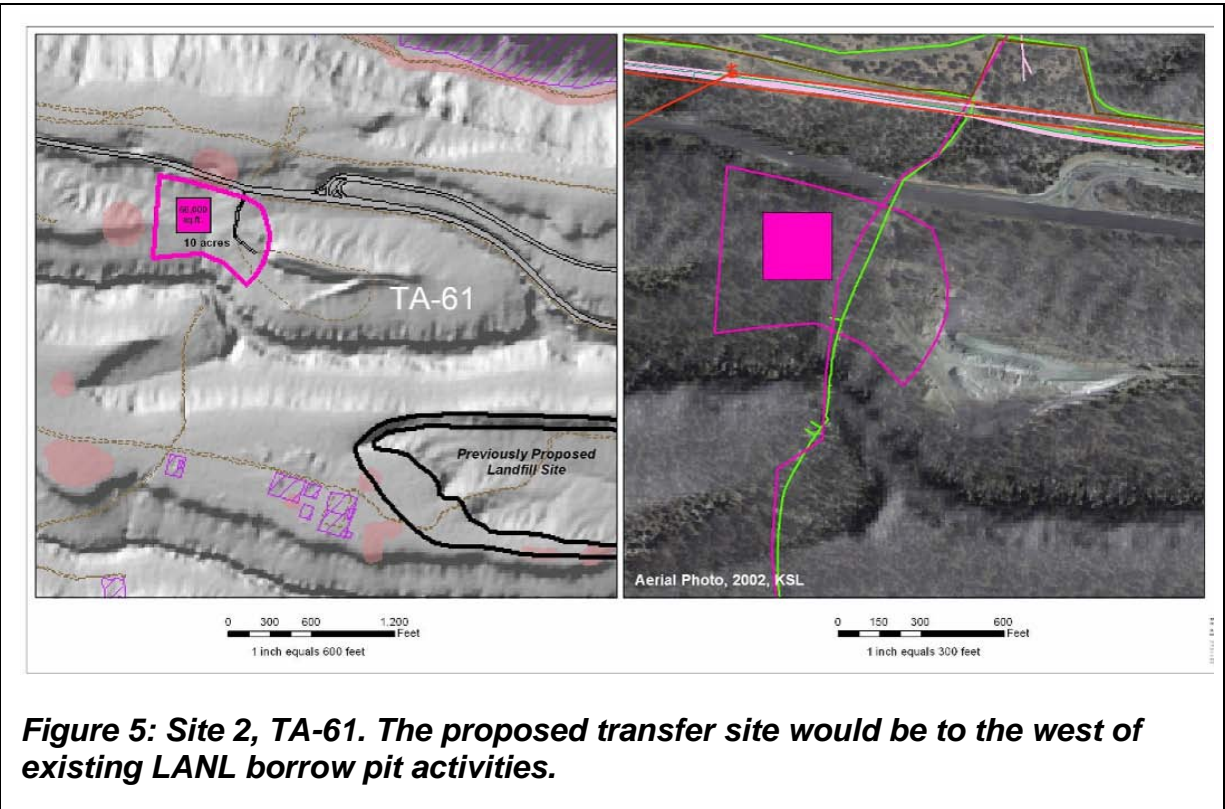 60,000
sq.ft.
10 acres
TA-61
Previously Proposed
Landfill Site
0 300 600 1,200
Feet
1 inch equals 600 feet
Aerial Photo, 2002, KSL
0 150 300 600
Feet
1 inch equals 300 feet
Figure 5: Site 2, TA-61. The proposed transfer site would be to the west of
existing LANL borrow pit activities.